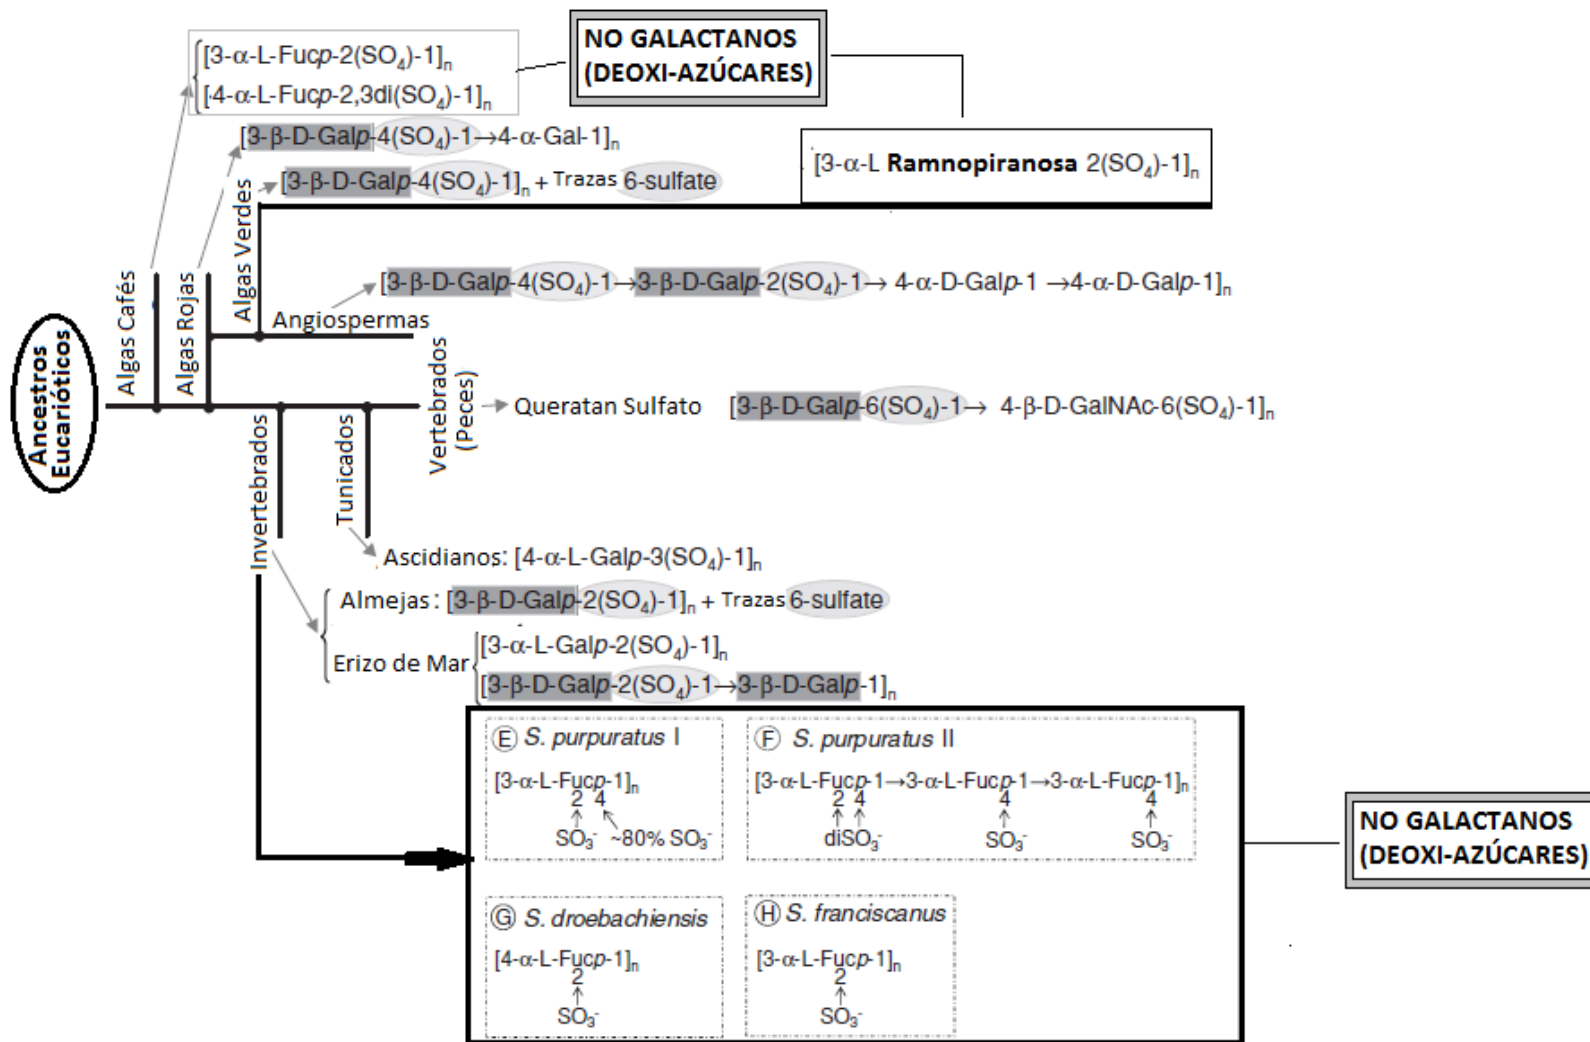 [3-α-L-Fucp-2(SO₄)-1]ₙ
[4-α-L-Fucp-2,3di(SO₄)-1]ₙ
NO GALACTANOS
(DEOXI-AZÚCARES)
[3-β-D-Galp-4(SO₄)-1→4-α-Gal-1]ₙ
[3-β-D-Galp-4(SO₄)-1]ₙ + Trazas 6-sulfate
[3-α-L Ramnopiranosa 2(SO₄)-1]ₙ
Algas Cafés
Algas Rojas
Algas Verdes
Angiospermas
[3-β-D-Galp-4(SO₄)-1→3-β-D-Galp-2(SO₄)-1→ 4-α-D-Galp-1 →4-α-D-Galp-1]ₙ
Ancestros
Eucarióticos
Vertebrados
(Peces)
Queratan Sulfato [3-β-D-Galp-6(SO₄)-1→ 4-β-D-GalNAc-6(SO₄)-1]ₙ
Invertebrados
Tunicados
Ascidianos: [4-α-L-Galp-3(SO₄)-1]ₙ
Almejas: [3-β-D-Galp-2(SO₄)-1]ₙ + Trazas 6-sulfate
Erizo de Mar
[3-α-L-Galp-2(SO₄)-1]ₙ
[3-β-D-Galp-2(SO₄)-1→3-β-D-Galp-1]ₙ
Ⓔ S. purpuratus I
[3-α-L-Fucp-1]ₙ
2 4
SO₃⁻ ~80% SO₃⁻
Ⓕ S. purpuratus II
[3-α-L-Fucp-1→3-α-L-Fucp-1→3-α-L-Fucp-1]ₙ
2 4 4 4
diSO₃⁻ SO₃⁻ SO₃⁻
Ⓖ S. droebachiensis
[4-α-L-Fucp-1]ₙ
2
SO₃⁻
Ⓗ S. franciscanus
[3-α-L-Fucp-1]ₙ
2
SO₃⁻
NO GALACTANOS
(DEOXI-AZÚCARES)